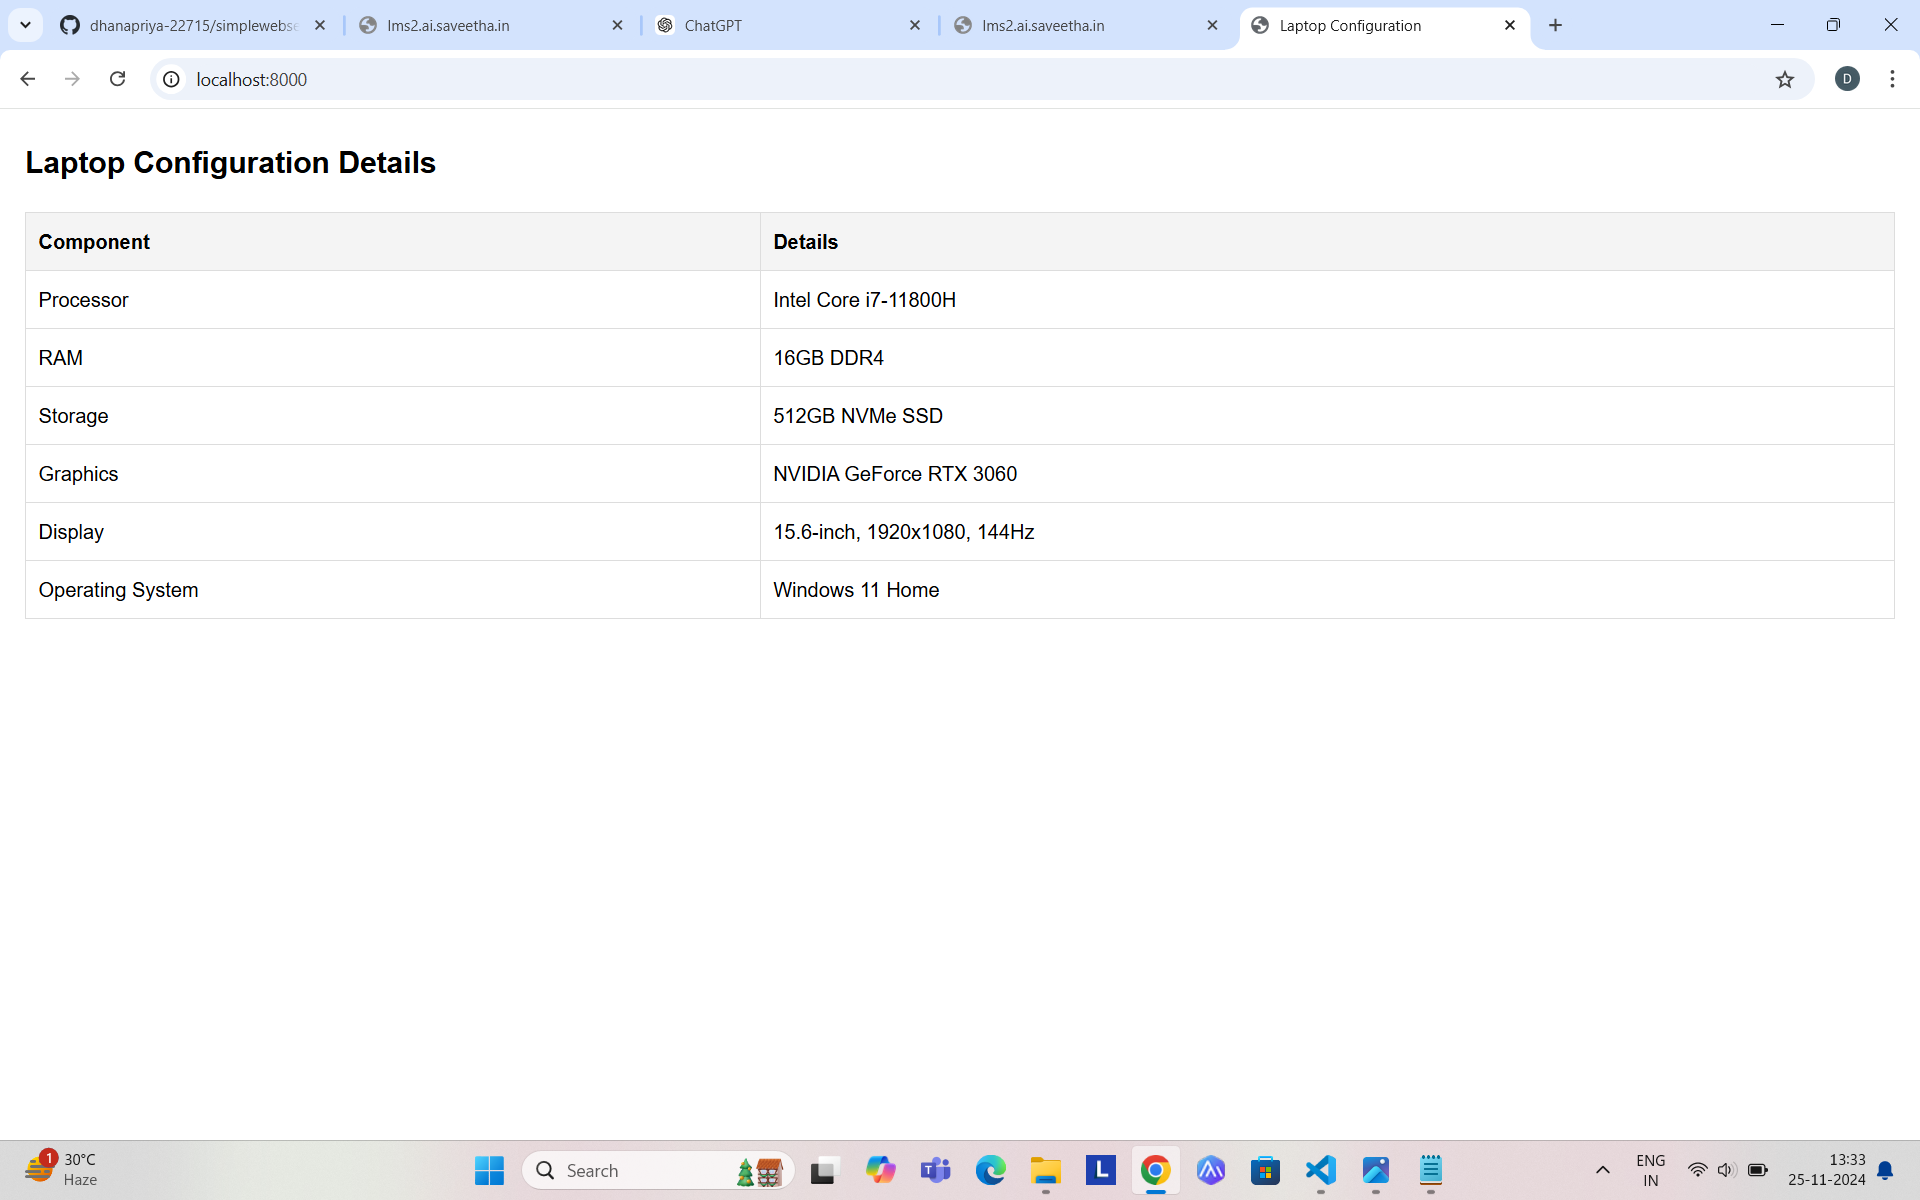 dhanapriya-22715/simplewebse
lms2.ai.saveetha.in
ChatGPT
lms2.ai.saveetha.in
Laptop Configuration
localhost:8000
D
Laptop Configuration Details
Component Details
Processor Intel Core i7-11800H
RAM 16GB DDR4
Storage 512GB NVMe SSD
Graphics NVIDIA GeForce RTX 3060
Display 15.6-inch, 1920x1080, 144Hz
Operating System Windows 11 Home
1
30°C
Haze
Search
L
ENG
IN
13:33
25-11-2024